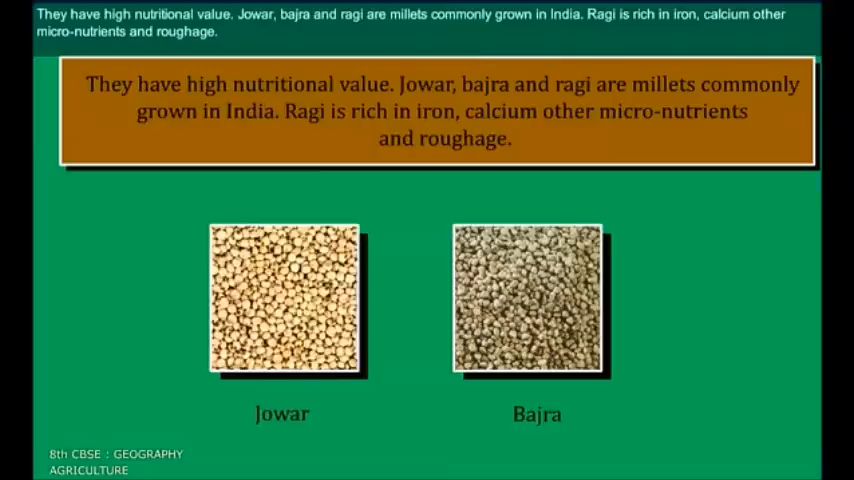 They have high nutritional value. Jowar, bajra and ragi are millets commonly grown in India. Ragi is rich in iron, calcium other
micro-nutrients and roughage.
They have high nutritional value. Jowar, bajra and ragi are millets commonly
grown in India. Ragi is rich in iron, calcium other micro-nutrients
and roughage.
Jowar
Bajra
8th CBSE : GEOGRAPHY
AGRICULTURE